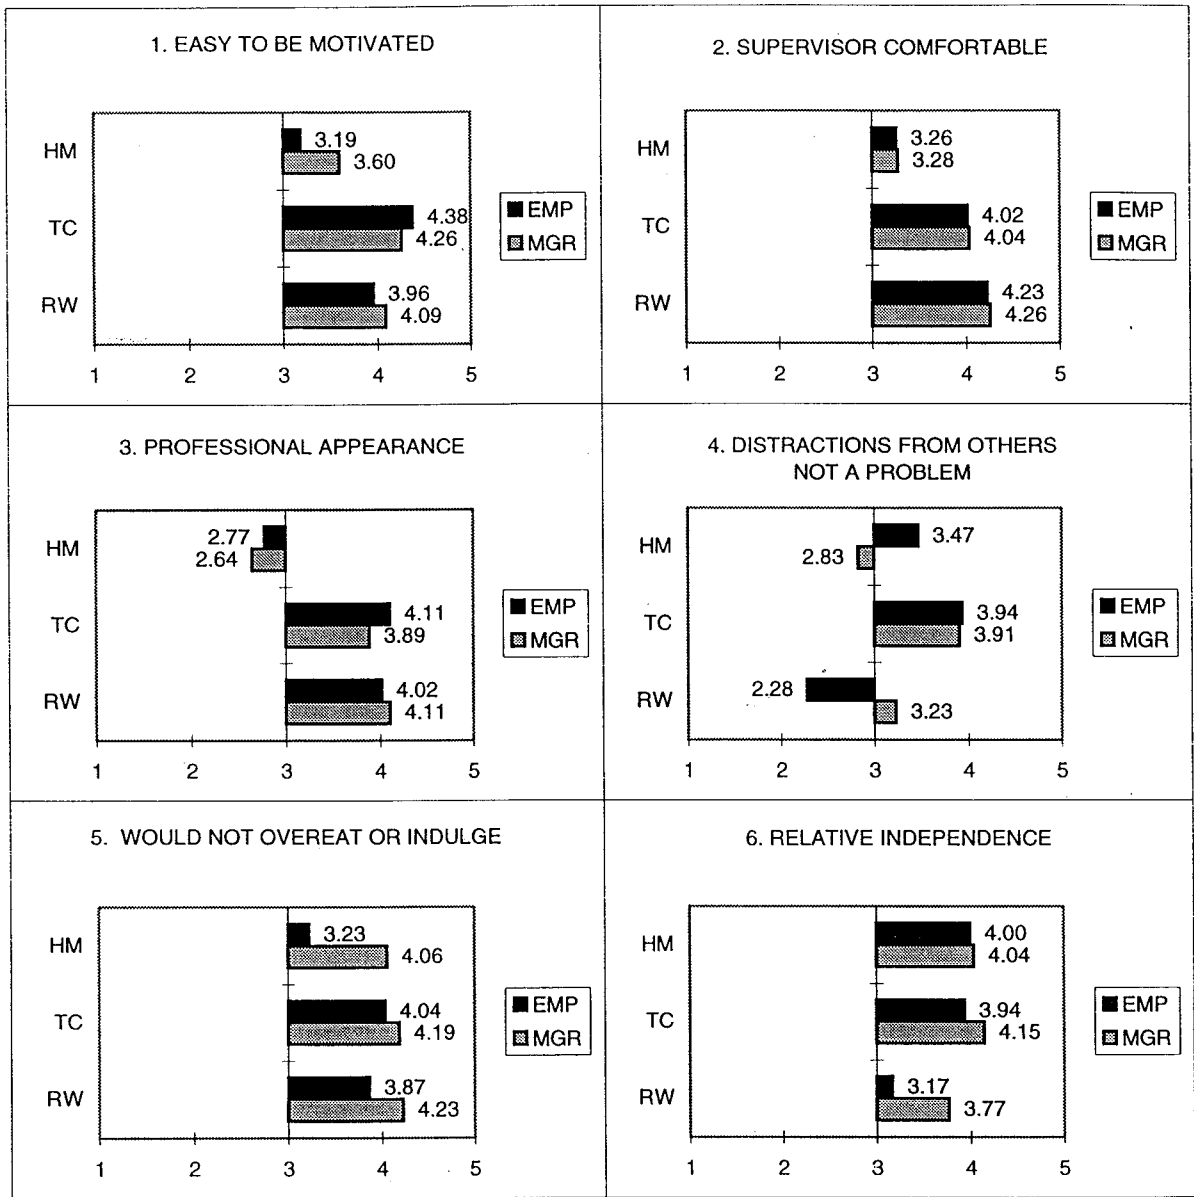 1. EASY TO BE MOTIVATED
HM
3.19
3.60
TC
4.38
4.26
RW
3.96
4.09
1 2 3 4 5
EMP
MGR
2. SUPERVISOR COMFORTABLE
HM
3.26
3.28
TC
4.02
4.04
RW
4.23
4.26
1 2 3 4 5
EMP
MGR
3. PROFESSIONAL APPEARANCE
HM
2.77
2.64
TC
4.11
3.89
RW
4.02
4.11
1 2 3 4 5
EMP
MGR
4. DISTRACTIONS FROM OTHERS
NOT A PROBLEM
HM
3.47
2.83
TC
3.94
3.91
RW
2.28
3.23
1 2 3 4 5
EMP
MGR
5. WOULD NOT OVEREAT OR INDULGE
HM
3.23
4.06
TC
4.04
4.19
RW
3.87
4.23
1 2 3 4 5
EMP
MGR
6. RELATIVE INDEPENDENCE
HM
4.00
4.04
TC
3.94
4.15
RW
3.17
3.77
1 2 3 4 5
EMP
MGR